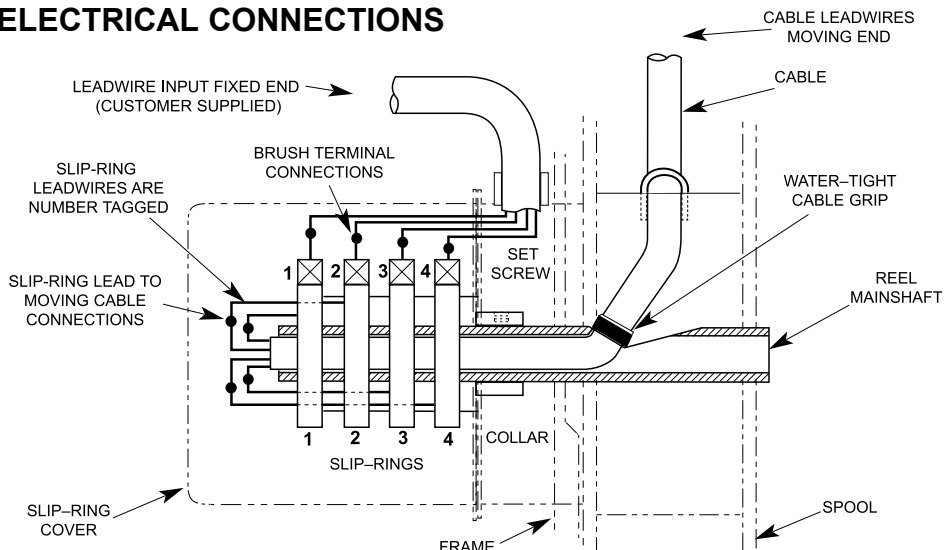 ELECTRICAL CONNECTIONS
CABLE LEADWIRES
MOVING END
LEADWIRE INPUT FIXED END
(CUSTOMER SUPPLIED)
CABLE
BRUSH TERMINAL
CONNECTIONS
SLIP-RING
LEADWIRES ARE
NUMBER TAGGED
WATER–TIGHT
CABLE GRIP
SET
SCREW
1 2 3 4
SLIP-RING LEAD TO
MOVING CABLE
CONNECTIONS
REEL
MAINSHAFT
1 2 3 4
COLLAR
SLIP–RINGS
SLIP–RING
COVER
SPOOL
FRAME